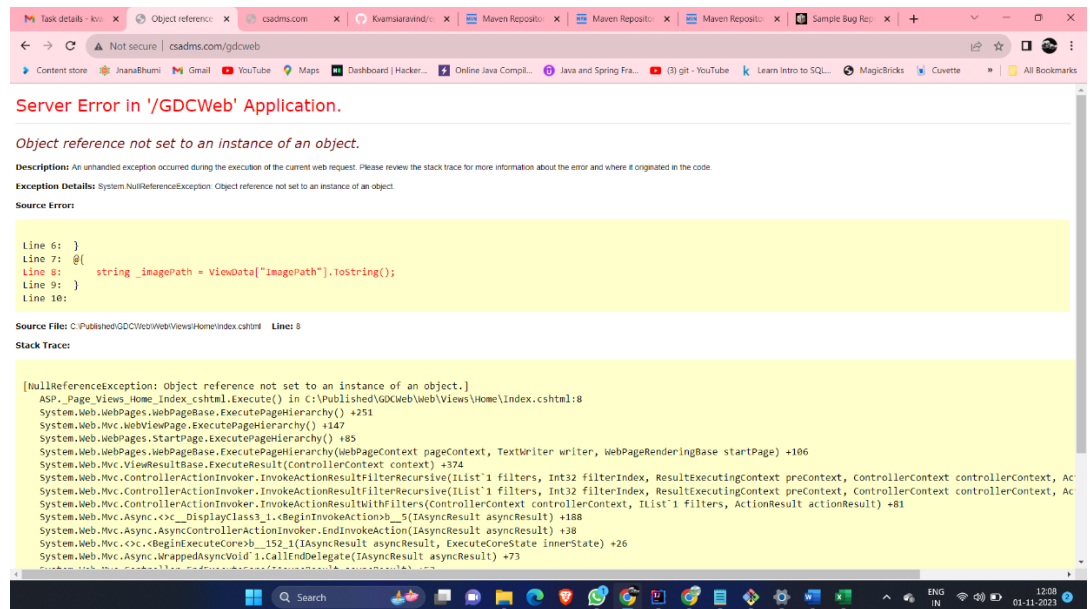 Task details - kva
Object reference
csadms.com
Kvamsiaravind/e
Maven Reposito
Maven Reposito
Maven Reposito
Sample Bug Rep
Not secure | csadms.com/gdcweb
Content store JnanaBhumi Gmail YouTube Maps Dashboard | Hacker... Online Java Compil... Java and Spring Fra... (3) git - YouTube Learn Intro to SQL... MagicBricks Cuvette » All Bookmarks
Server Error in '/GDCWeb' Application.
Object reference not set to an instance of an object.
Description: An unhandled exception occurred during the execution of the current web request. Please review the stack trace for more information about the error and where it originated in the code.
Exception Details: System.NullReferenceException: Object reference not set to an instance of an object.
Source Error:
Line 6: }
Line 7: @{
Line 8: string _imagePath = ViewData["ImagePath"].ToString();
Line 9: }
Line 10:
Source File: C:\Published\GDCWeb\Web\Views\Home\Index.cshtml Line: 8
Stack Trace:
[NullReferenceException: Object reference not set to an instance of an object.]
ASP._Page_Views_Home_Index_cshtml.Execute() in C:\Published\GDCWeb\Web\Views\Home\Index.cshtml:8
System.Web.WebPages.WebPageBase.ExecutePageHierarchy() +251
System.Web.Mvc.WebViewPage.ExecutePageHierarchy() +147
System.Web.WebPages.StartPage.ExecutePageHierarchy() +85
System.Web.WebPages.WebPageBase.ExecutePageHierarchy(WebPageContext pageContext, TextWriter writer, WebPageRenderingBase startPage) +106
System.Web.Mvc.ViewResultBase.ExecuteResult(ControllerContext context) +374
System.Web.Mvc.ControllerActionInvoker.InvokeActionResultFilterRecursive(IList`1 filters, Int32 filterIndex, ResultExecutingContext preContext, ControllerContext controllerContext, Ac
System.Web.Mvc.ControllerActionInvoker.InvokeActionResultFilterRecursive(IList`1 filters, Int32 filterIndex, ResultExecutingContext preContext, ControllerContext controllerContext, Ac
System.Web.Mvc.ControllerActionInvoker.InvokeActionResultWithFilters(ControllerContext controllerContext, IList`1 filters, ActionResult actionResult) +81
System.Web.Mvc.Async.<>c__DisplayClass3_1.<BeginInvokeAction>b__5(IAsyncResult asyncResult) +188
System.Web.Mvc.Async.AsyncControllerActionInvoker.EndInvokeAction(IAsyncResult asyncResult) +38
System.Web.Mvc.<>c.<BeginExecuteCore>b__152_1(IAsyncResult asyncResult, ExecuteCoreState innerState) +26
System.Web.Mvc.Async.WrappedAsyncVoid`1.CallEndDelegate(IAsyncResult asyncResult) +73
Search
ENG
IN
12:08
01-11-2023
2